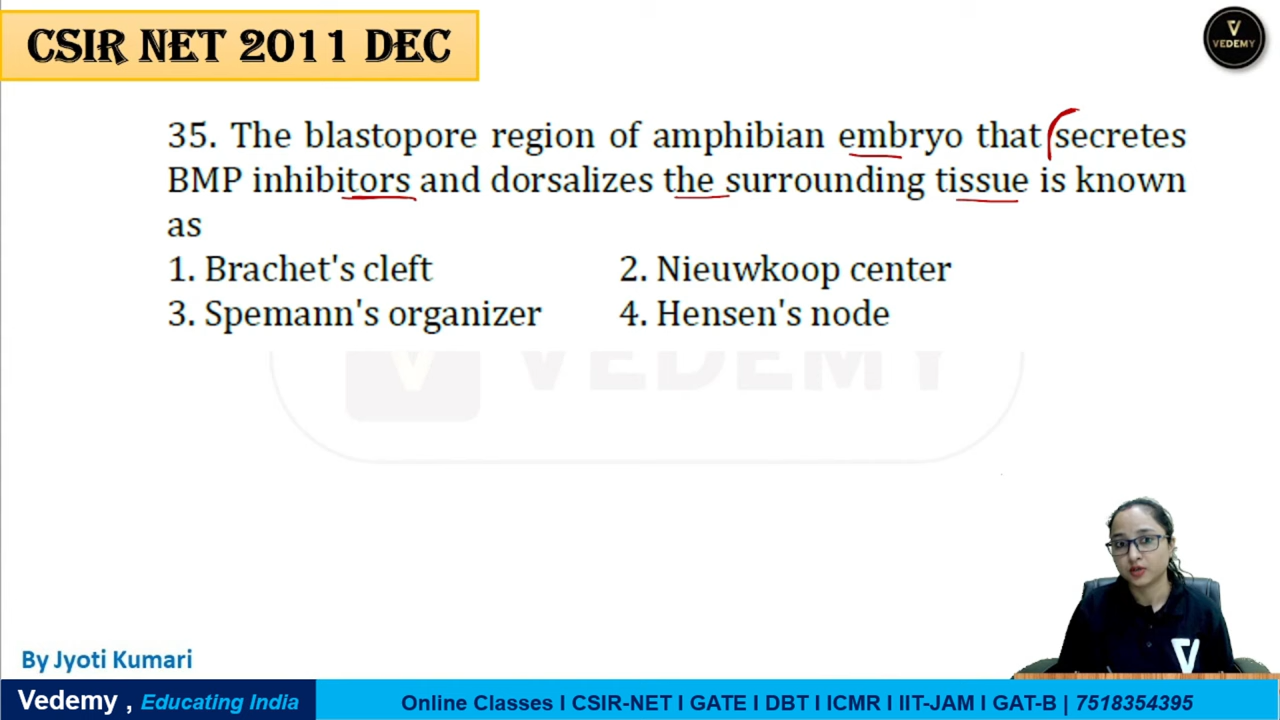 CSIR NET 2011 DEC
V
VEDEMY
35. The blastopore region of amphibian embryo that secretes
BMP inhibitors and dorsalizes the surrounding tissue is known
as
1. Brachet's cleft 2. Nieuwkoop center
3. Spemann's organizer 4. Hensen's node
V VEDEMY
By Jyoti Kumari
Vedemy , Educating India
Online Classes I CSIR-NET I GATE I DBT I ICMR I IIT-JAM I GAT-B | 7518354395